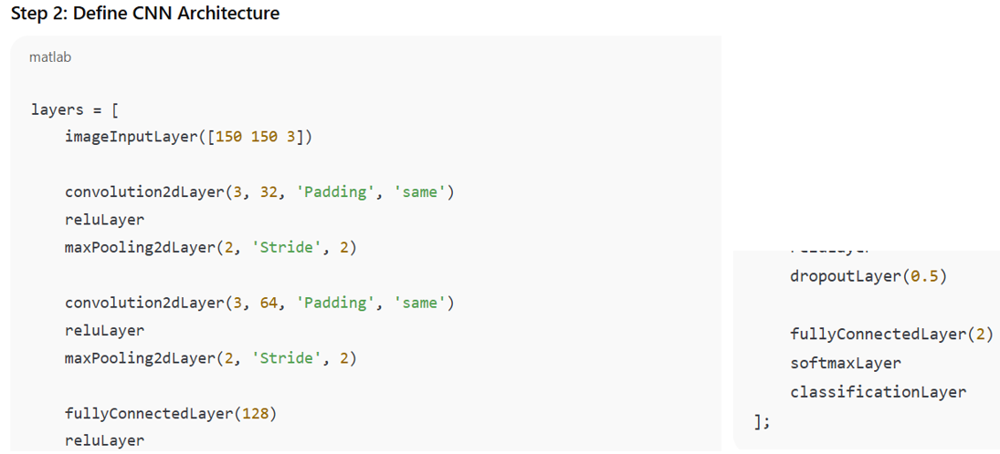 Step 2: Define CNN Architecture
matlab
layers = [
imageInputLayer([150 150 3])
convolution2dLayer(3, 32, 'Padding', 'same')
reluLayer
maxPooling2dLayer(2, 'Stride', 2)
convolution2dLayer(3, 64, 'Padding', 'same')
reluLayer
maxPooling2dLayer(2, 'Stride', 2)
fullyConnectedLayer(128)
reluLayer
dropoutLayer(0.5)
fullyConnectedLayer(2)
softmaxLayer
classificationLayer
];